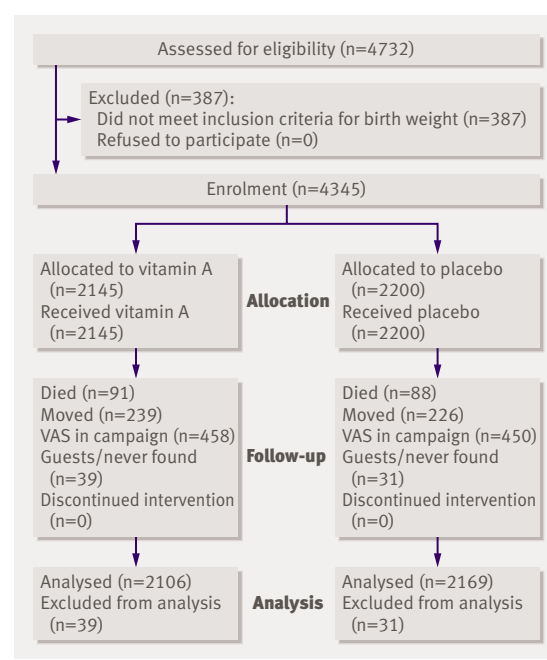 Assessed for eligibility (n=4732)
Excluded (n=387):
Did not meet inclusion criteria for birth weight (n=387)
Refused to participate (n=0)
Enrolment (n=4345)
Allocated to vitamin A
(n=2145)
Received vitamin A
(n=2145)
Allocation
Allocated to placebo
(n=2200)
Received placebo
(n=2200)
Died (n=91)
Moved (n=239)
VAS in campaign (n=458)
Guests/never found
(n=39)
Discontinued intervention
(n=0)
Follow-up
Died (n=88)
Moved (n=226)
VAS in campaign (n=450)
Guests/never found
(n=31)
Discontinued intervention
(n=0)
Analysed (n=2106)
Excluded from analysis
(n=39)
Analysis
Analysed (n=2169)
Excluded from analysis
(n=31)